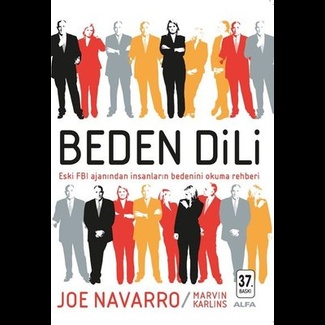 BEDEN DiLi
Eski FBI ajanından insanların bedenini okuma rehberi
37.
BASKI
JOE NAVARRO / MARVIN
KARLINS
ALFA